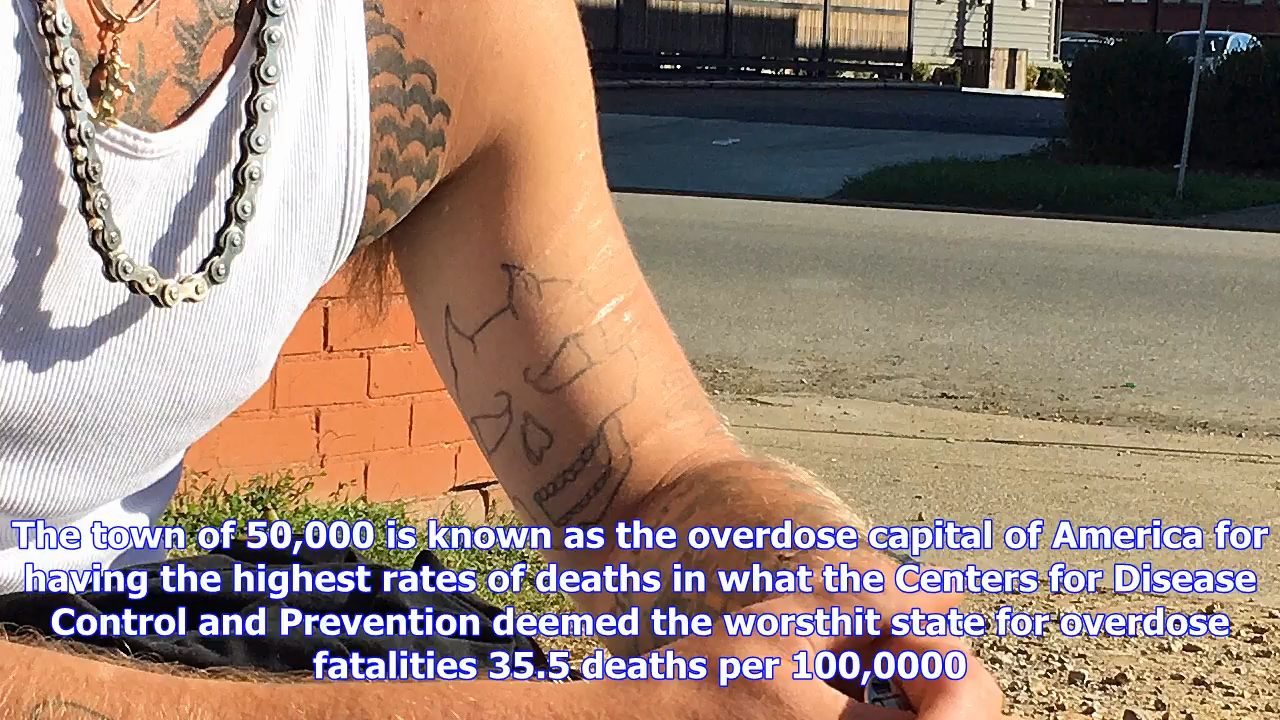 The town of 50,000 is known as the overdose capital of America for
having the highest rates of deaths in what the Centers for Disease
Control and Prevention deemed the worsthit state for overdose
fatalities 35.5 deaths per 100,0000